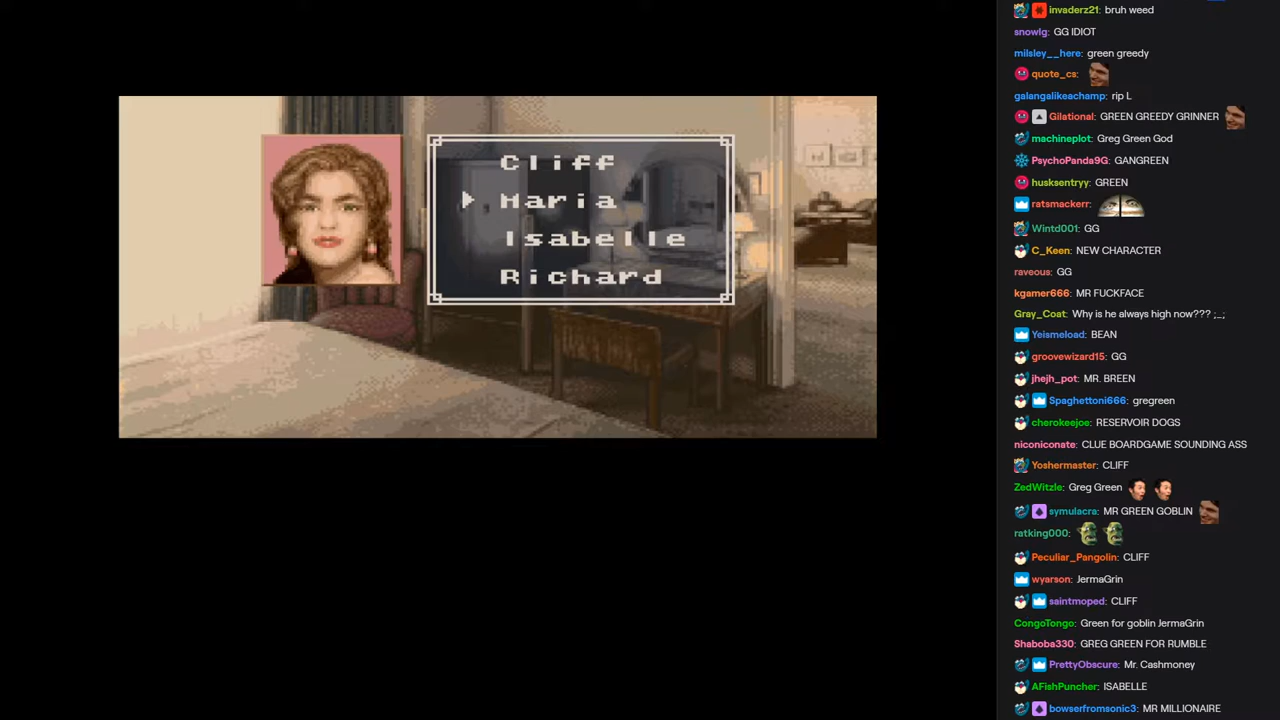 Cliff
Maria
Isabelle
Richard
invaderz21: bruh weed
snowlg: GG IDIOT
milsley__here: green greedy
quote_cs:
galangalikeachamp: rip L
Gilational: GREEN GREEDY GRINNER
machineplot: Greg Green God
PsychoPanda9G: GANGREEN
husksentryy: GREEN
ratsmackerr:
Wintd001: GG
C_Keen: NEW CHARACTER
raveous: GG
kgamer666: MR FUCKFACE
Gray_Coat: Why is he always high now??? ;_;
Yeismeload: BEAN
groovewizard15: GG
jhejh_pot: MR. BREEN
Spaghettoni666: gregreen
cherokeejoe: RESERVOIR DOGS
niconiconate: CLUE BOARDGAME SOUNDING ASS
Yoshermaster: CLIFF
ZedWitzle: Greg Green
symulacra: MR GREEN GOBLIN
ratking000:
Peculiar_Pangolin: CLIFF
wyarson: JermaGrin
saintmoped: CLIFF
CongoTongo: Green for goblin JermaGrin
Shaboba330: GREG GREEN FOR RUMBLE
PrettyObscure: Mr. Cashmoney
AFishPuncher: ISABELLE
bowserfromsonic3: MR MILLIONAIRE